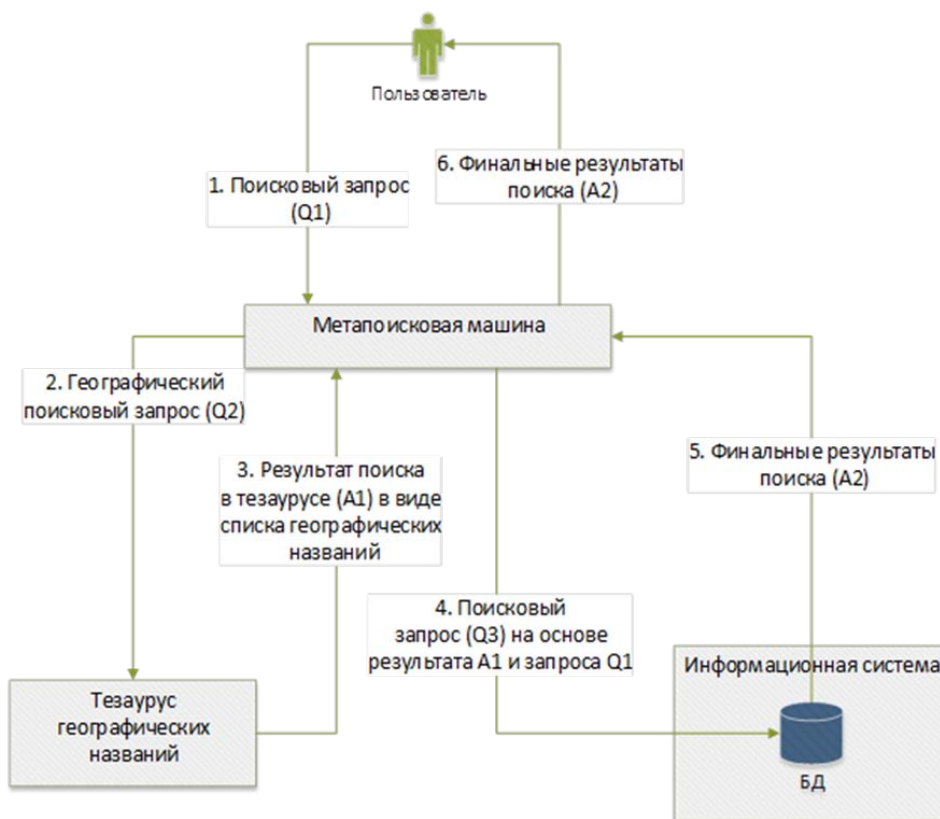 Пользователь
1. Поисковый запрос
(Q1)
6. Финальные результаты
поиска (A2)
Метапоисковая машина
2. Географический
поисковый запрос (Q2)
3. Результат поиска
в тезаурусе (A1) в виде
списка географических
названий
5. Финальные результаты
поиска (A2)
4. Поисковый
запрос (Q3) на основе
результата A1 и запроса Q1
Информационная система
Тезаурус
географических
названий
БД